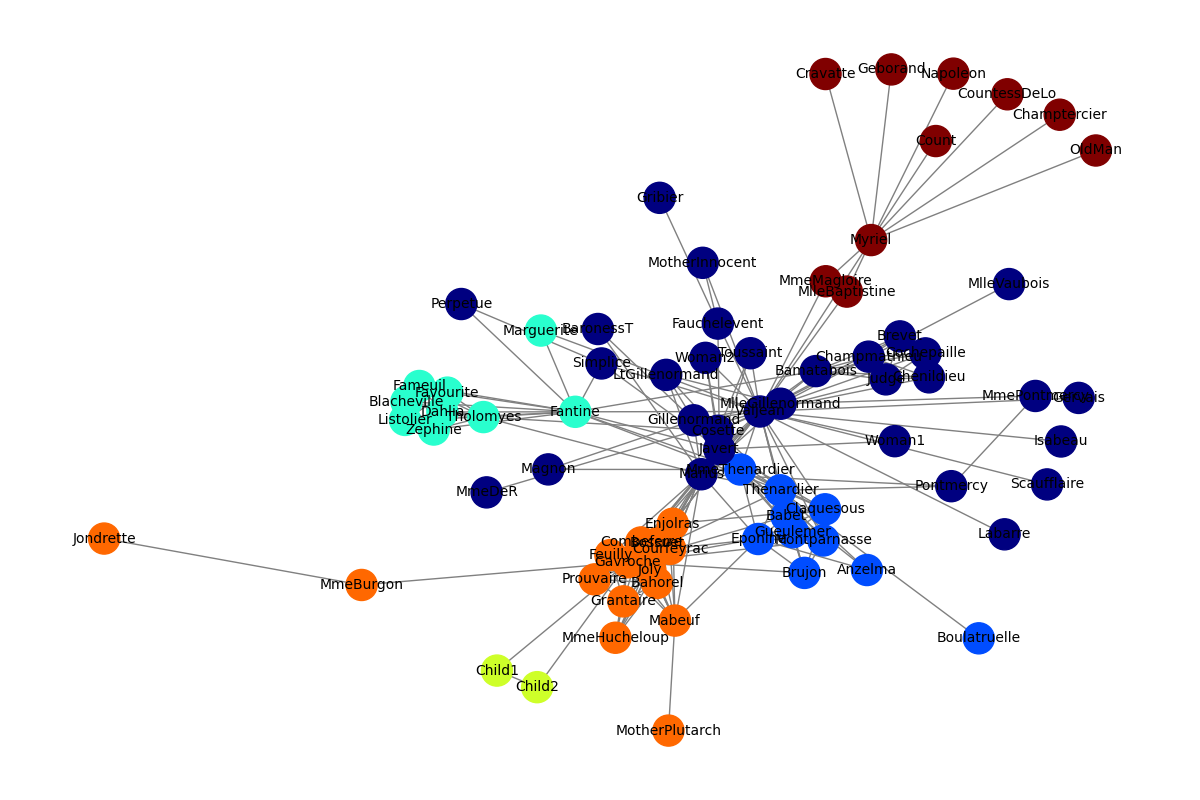 Cravatte
Geborand
Napoleon
CountessDeLo
Champtercier
Count
OldMan
Gribier
Myriel
MotherInnocent
MmeMagloire
MlleBaptistine
MlleVaubois
Perpetue
Marguerite
BaronessT
Fauchelevent
Brevet
Simplice
Woman2
Toussaint
Champmathieu
Cochepaille
LtGillenormand
Bamatabois
Judge
Chenildieu
Fameuil
Favourite
Blacheville
Dahlia
Listolier
Tholomyes
Zephine
Fantine
MlleGillenormand
Valjean
MmePontmercy
Gervais
Gillenormand
Cosette
Javert
Woman1
Isabeau
Magnon
Marius
MmeThenardier
MmeDeR
Thenardier
Pontmercy
Scaufflaire
Claquesous
Babet
Enjolras
Gueulemer
Labarre
Jondrette
Combeferre
Bossuet
Eponine
Montparnasse
Feuilly
Courfeyrac
Gavroche
Joly
MmeBurgon
Prouvaire
Bahorel
Brujon
Anzelma
Grantaire
Mabeuf
MmeHucheloup
Boulatruelle
Child1
Child2
MotherPlutarch